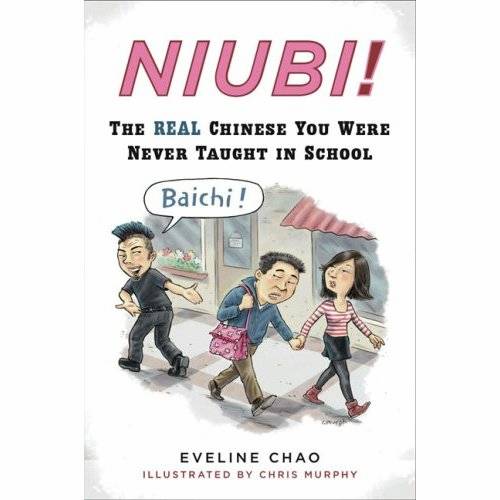 NIUBI!
THE REAL CHINESE YOU WERE
NEVER TAUGHT IN SCHOOL
Baichi!
EVELINE CHAO
ILLUSTRATED BY CHRIS MURPHY